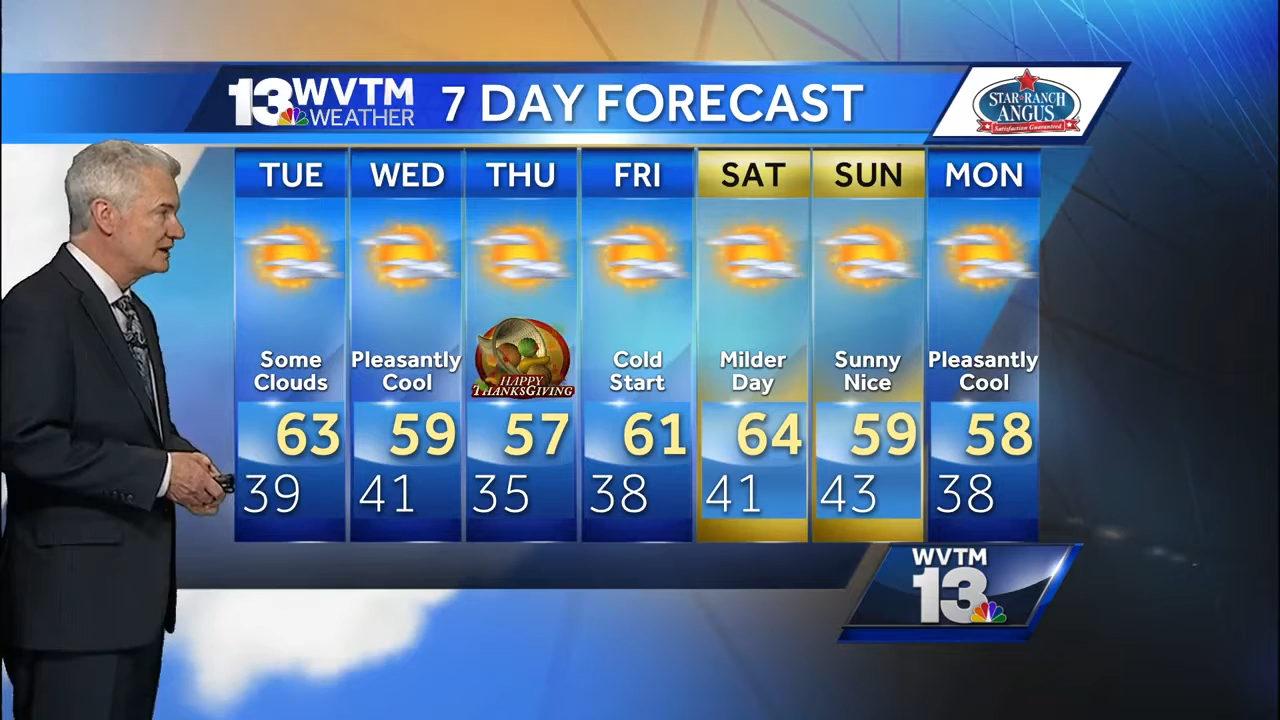 13 WVTM WEATHER
7 DAY FORECAST
STAR RANCH
ANGUS
Satisfaction Guaranteed
TUE WED THU FRI SAT SUN MON
Some Clouds
Pleasantly Cool
HAPPY THANKSGIVING
Cold Start
Milder Day
Sunny Nice
Pleasantly Cool
63 59 57 61 64 59 58
39 41 35 38 41 43 38
WVTM
13